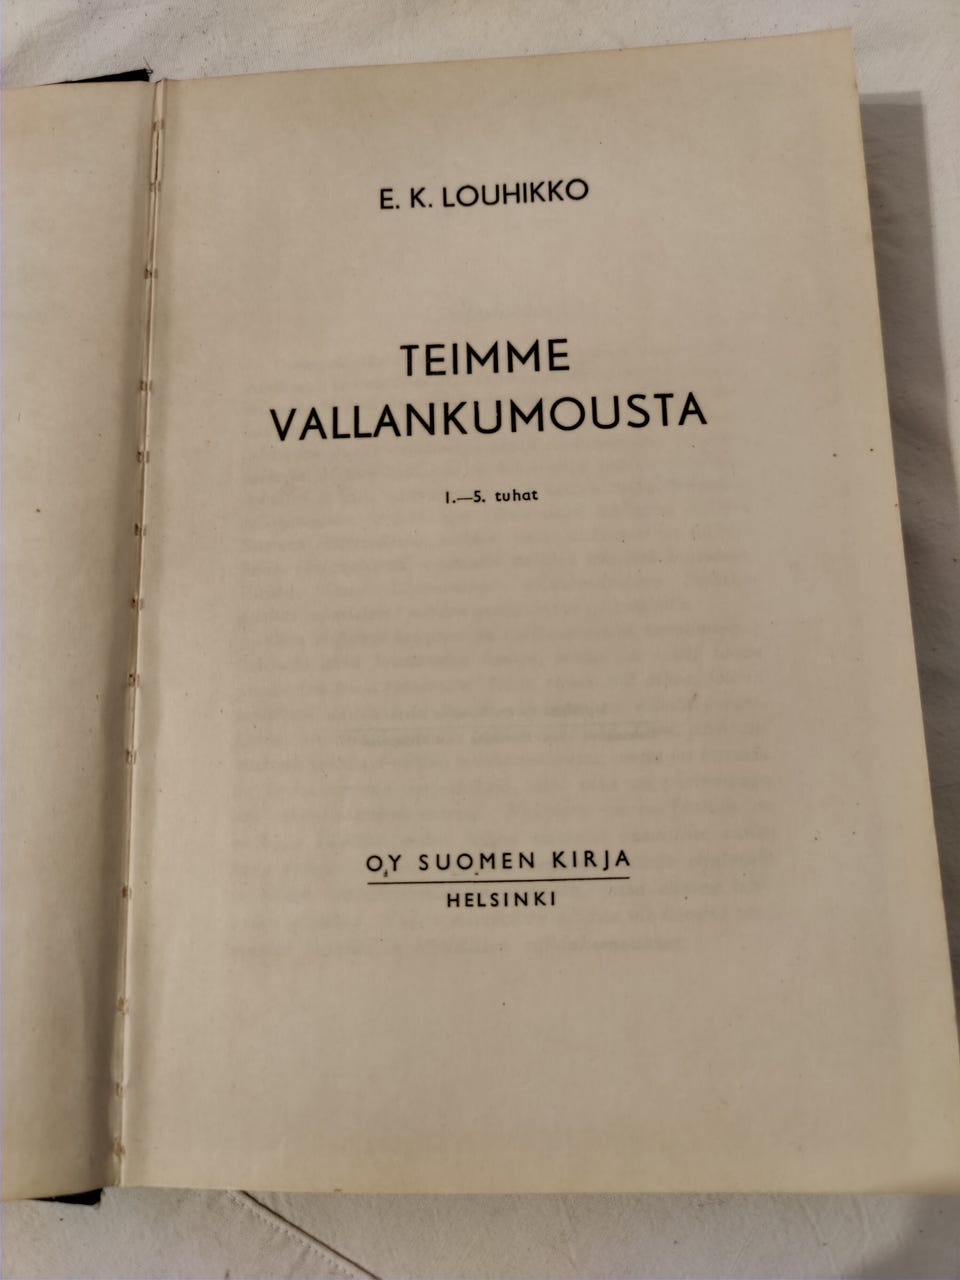 E. K. LOUHIKKO
TEIMME
VALLANKUMOUSTA
1.—5. tuhat
OY SUOMEN KIRJA
HELSINKI